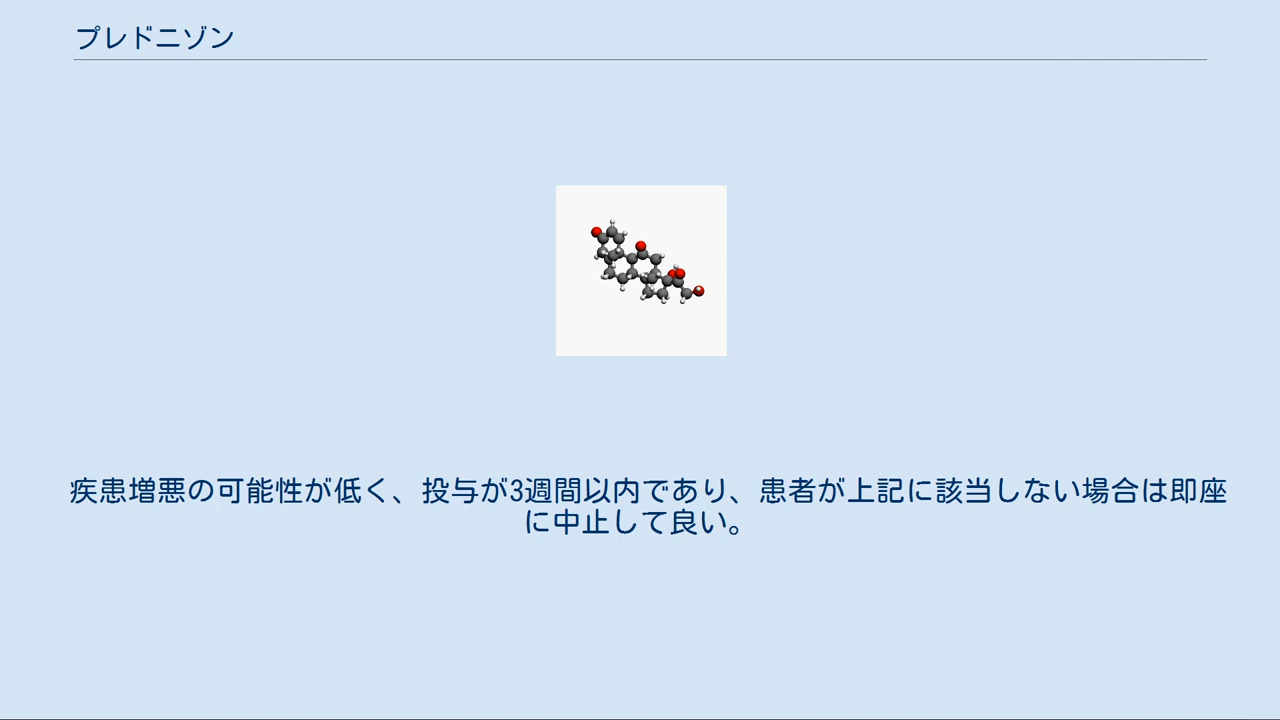 プレドニゾン
疾患増悪の可能性が低く、投与が3週間以内であり、患者が上記に該当しない場合は即座
に中止して良い。